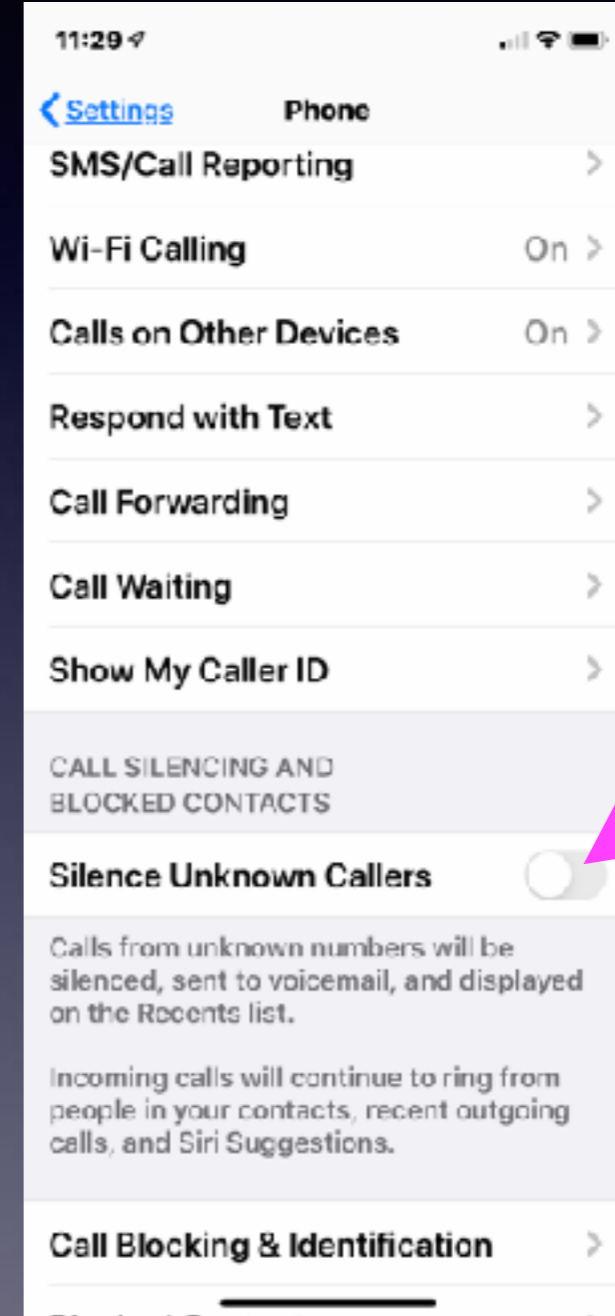 11:29
Settings
Phone
SMS/Call Reporting
Wi-Fi Calling On
Calls on Other Devices On
Respond with Text
Call Forwarding
Call Waiting
Show My Caller ID
CALL SILENCING AND
BLOCKED CONTACTS
Silence Unknown Callers
Calls from unknown numbers will be
silenced, sent to voicemail, and displayed
on the Recents list.
Incoming calls will continue to ring from
people in your contacts, recent outgoing
calls, and Siri Suggestions.
Call Blocking & Identification